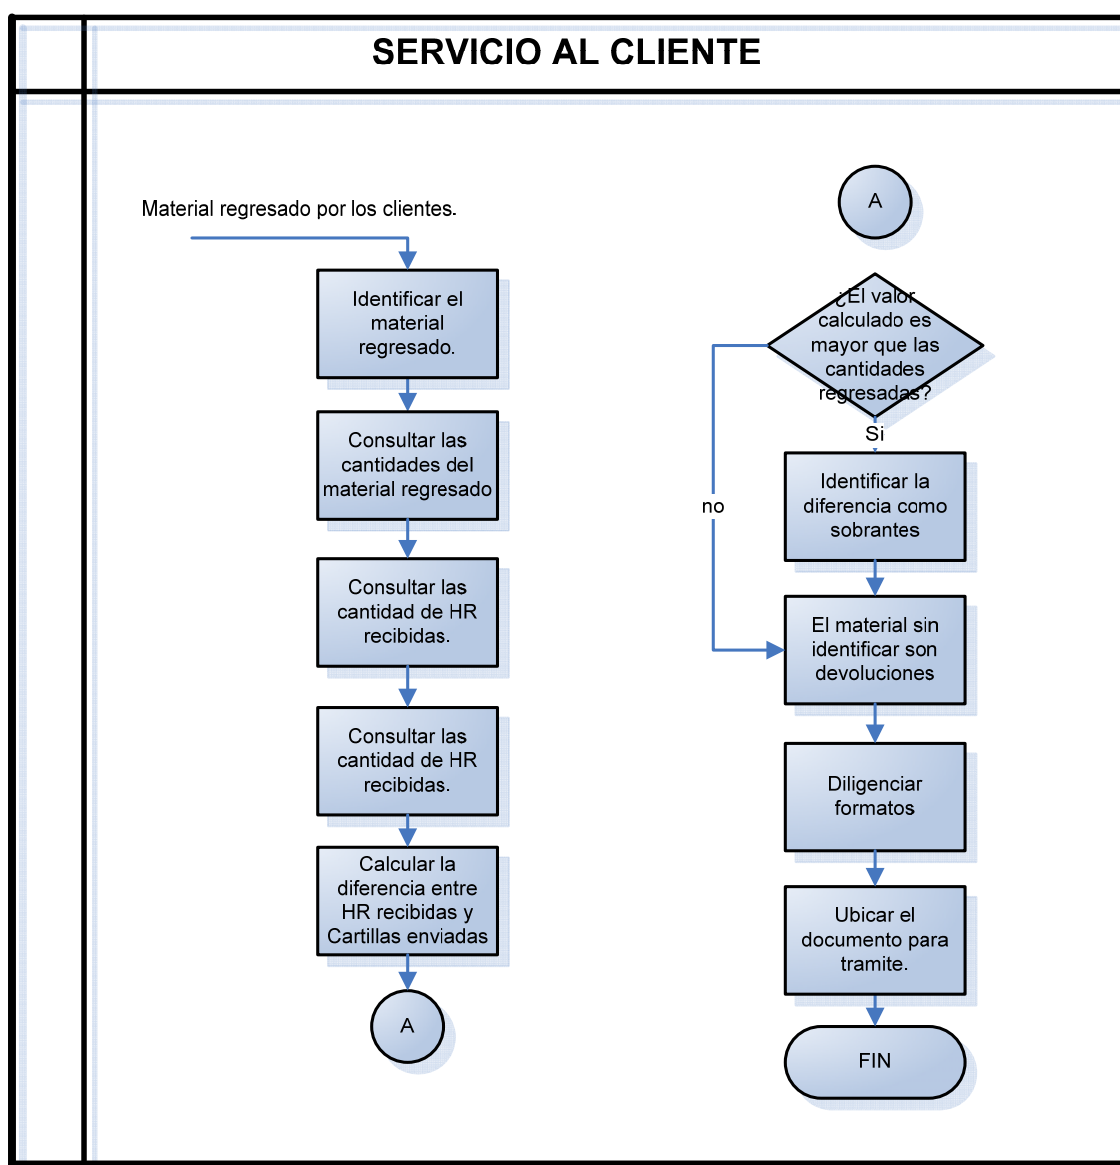 SERVICIO AL CLIENTE
Material regresado por los clientes.
Identificar el
material
regresado.
Consultar las
cantidades del
material regresado
Consultar las
cantidad de HR
recibidas.
Consultar las
cantidad de HR
recibidas.
Calcular la
diferencia entre
HR recibidas y
Cartillas enviadas
A
A
¿El valor
calculado es
mayor que las
cantidades
regresadas?
Si
no
Identificar la
diferencia como
sobrantes
El material sin
identificar son
devoluciones
Diligenciar
formatos
Ubicar el
documento para
tramite.
FIN